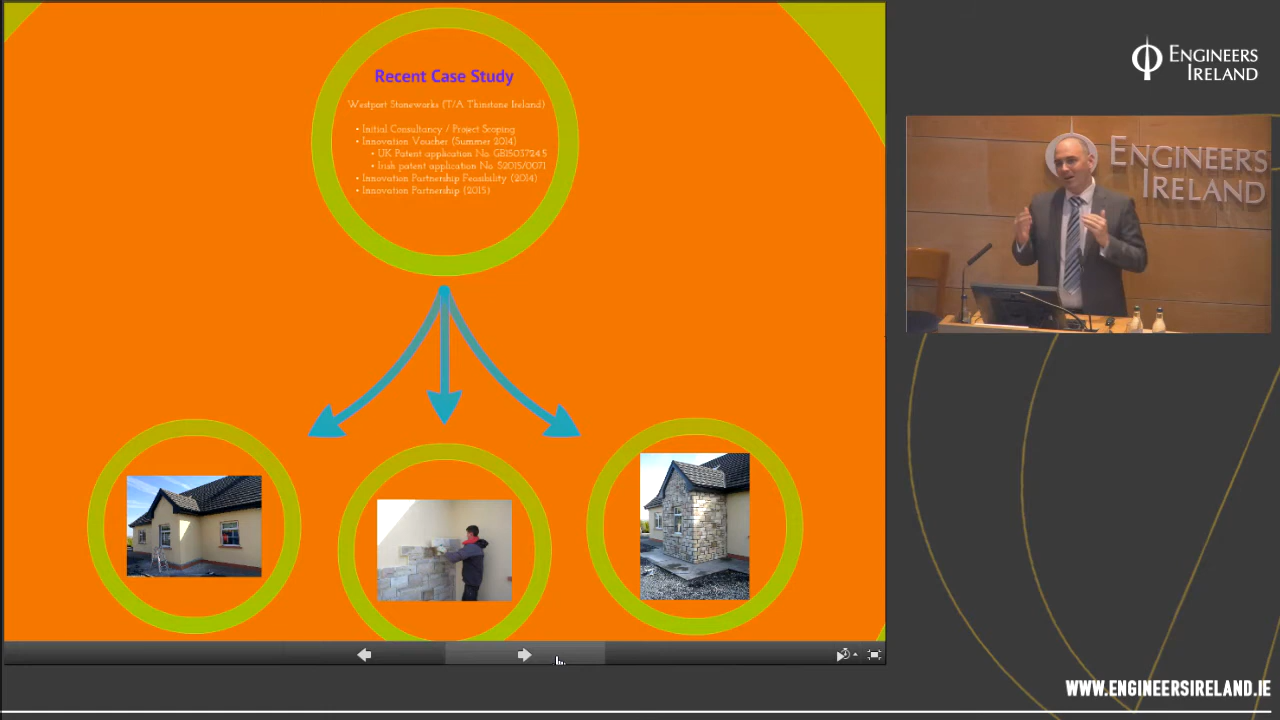 Recent Case Study
Westport Stoneworks (T/A Thinstone Ireland)
• Initial Consultancy / Project Scoping
• Innovation Voucher (Summer 2014)
• UK Patent application No. GB1503724.5
• Irish patent application No. S2015/0071
• Innovation Partnership Feasibility (2014)
• Innovation Partnership (2015)
ENGINEERS
IRELAND
ENGINEERS
IRELAND
WWW.ENGINEERSIRELAND.IE